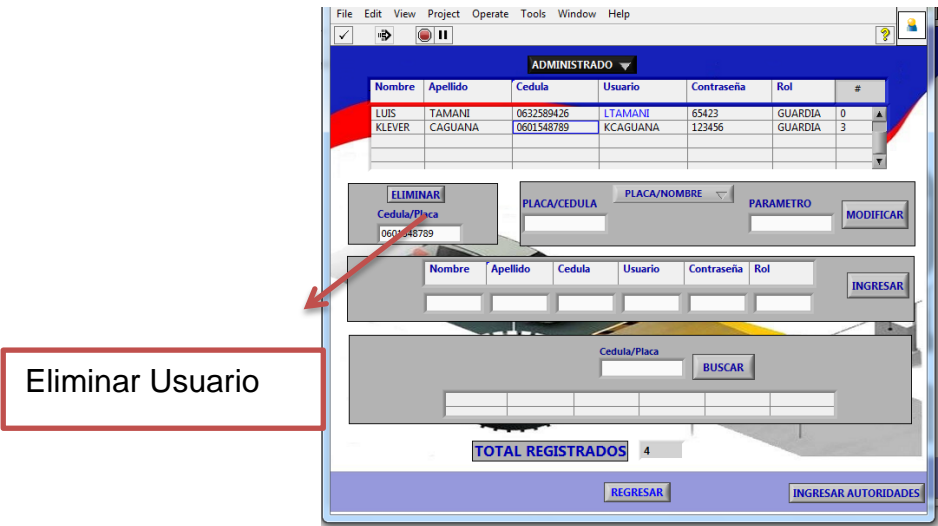 File Edit View Project Operate Tools Window Help
?
ADMINISTRADO
Nombre Apellido Cedula Usuario Contraseña Rol #
LUIS TAMANI 0632589426 LTAMANI 65423 GUARDIA 0
KLEVER CAGUANA 0601548789 KCAGUANA 123456 GUARDIA 3
ELIMINAR
Cedula/Placa
0601548789
PLACA/CEDULA
PLACA/NOMBRE
PARAMETRO
MODIFICAR
Nombre Apellido Cedula Usuario Contraseña Rol
INGRESAR
Eliminar Usuario
Cedula/Placa
BUSCAR
TOTAL REGISTRADOS 4
REGRESAR
INGRESAR AUTORIDADES